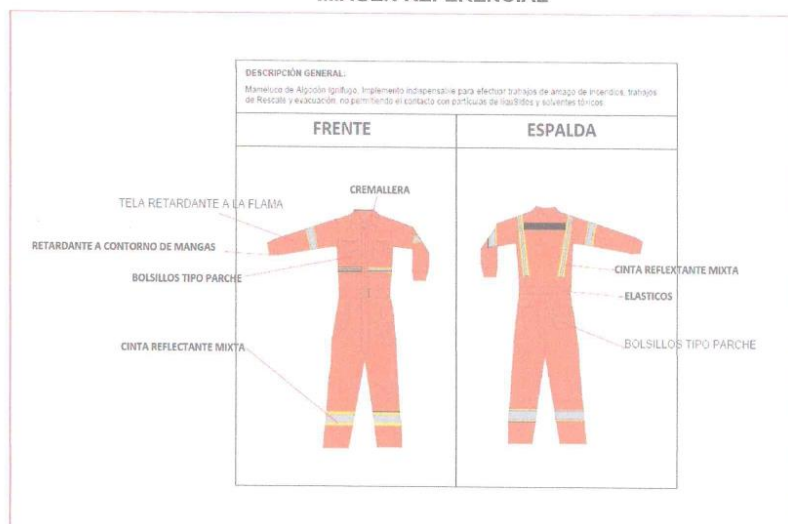 IMAGEN REFERENCIAL
DESCRIPCIÓN GENERAL:
Mameluco de Algodón Ignífugo, Implemento indispensable para efectuar trabajos de amago de incendios, trabajos
de Rescate y evacuación, no permitiendo el contacto con partículas de liquidos y solventes tóxicos
FRENTE
ESPALDA
CREMALLERA
TELA RETARDANTE A LA FLAMA
RETARDANTE A CONTORNO DE MANGAS
BOLSILLOS TIPO PARCHE
CINTA REFLECTANTE MIXTA
CINTA REFLEXTANTE MIXTA
ELASTICOS
BOLSILLOS TIPO PARCHE